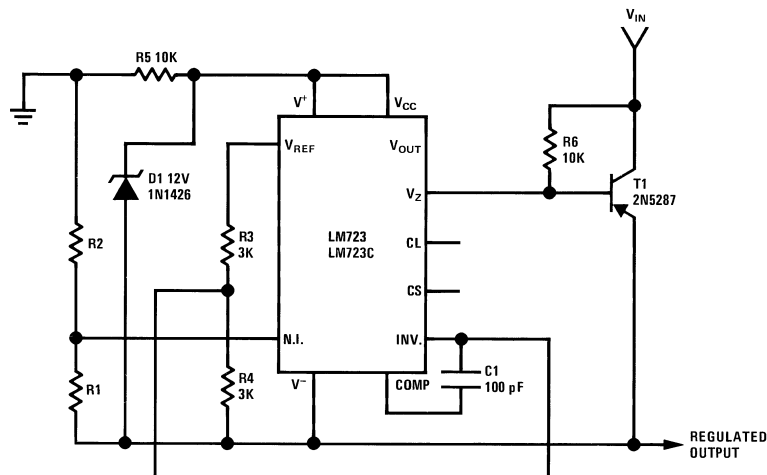 V_IN
R5 10K
V+
V_CC
V_REF
V_OUT
R6
10K
D1 12V
1N1426
T1
2N5287
V_Z
R2
R3
3K
LM723
LM723C
CL
CS
N.I.
INV.
R1
R4
3K
C1
100 pF
V−
COMP
REGULATED
OUTPUT